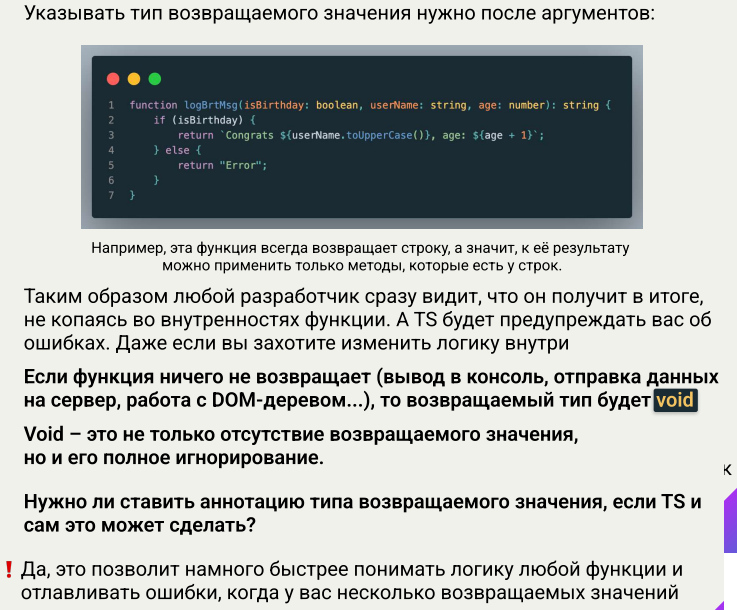 Указывать тип возвращаемого значения нужно после аргументов:
1 function logBrtMsg(isBirthday: boolean, userName: string, age: number): string {
2 if (isBirthday) {
3 return `Congrats ${userName.toUpperCase()}, age: ${age + 1}`;
4 } else {
5 return "Error";
6 }
7 }
Например, эта функция всегда возвращает строку, а значит, к её результату
можно применить только методы, которые есть у строк.
Таким образом любой разработчик сразу видит, что он получит в итоге,
не копаясь во внутренностях функции. А TS будет предупреждать вас об
ошибках. Даже если вы захотите изменить логику внутри
Если функция ничего не возвращает (вывод в консоль, отправка данных
на сервер, работа с DOM-деревом...), то возвращаемый тип будет void
Void – это не только отсутствие возвращаемого значения,
но и его полное игнорирование.
к
Нужно ли ставить аннотацию типа возвращаемого значения, если TS и
сам это может сделать?
! Да, это позволит намного быстрее понимать логику любой функции и
отлавливать ошибки, когда у вас несколько возвращаемых значений